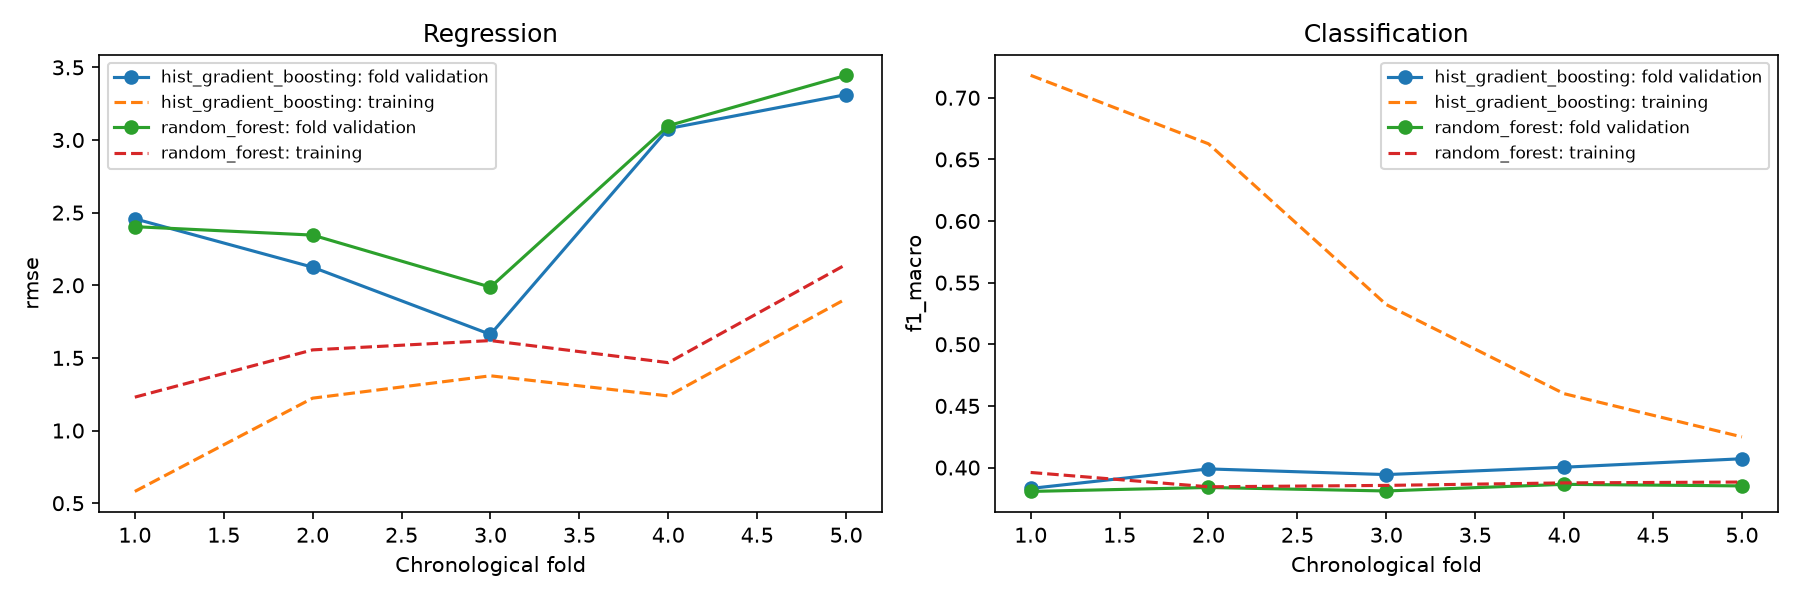 Regression
hist_gradient_boosting: fold validation
hist_gradient_boosting: training
random_forest: fold validation
random_forest: training
rmse
3.5
3.0
2.5
2.0
1.5
1.0
0.5
1.0 1.5 2.0 2.5 3.0 3.5 4.0 4.5 5.0
Chronological fold
Classification
hist_gradient_boosting: fold validation
hist_gradient_boosting: training
random_forest: fold validation
random_forest: training
f1_macro
0.70
0.65
0.60
0.55
0.50
0.45
0.40
1.0 1.5 2.0 2.5 3.0 3.5 4.0 4.5 5.0
Chronological fold